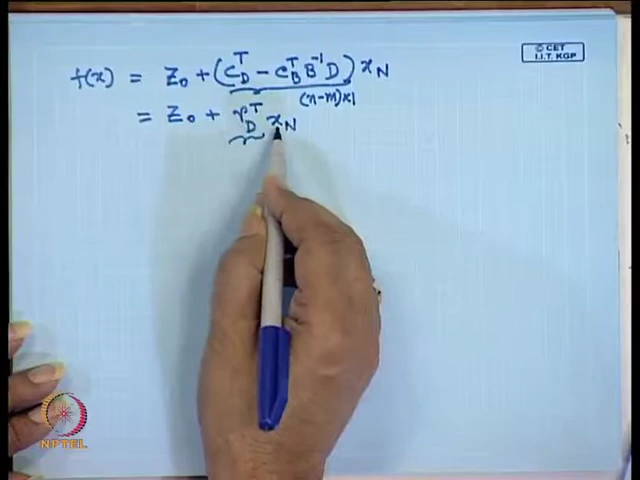 © CET
I.I.T. KGP
f(x) = Z₀ + (C_D^T − C_B^T B^{-1} D) x_N
(n-m)×1
= Z₀ + r_D^T x_N
NPTEL